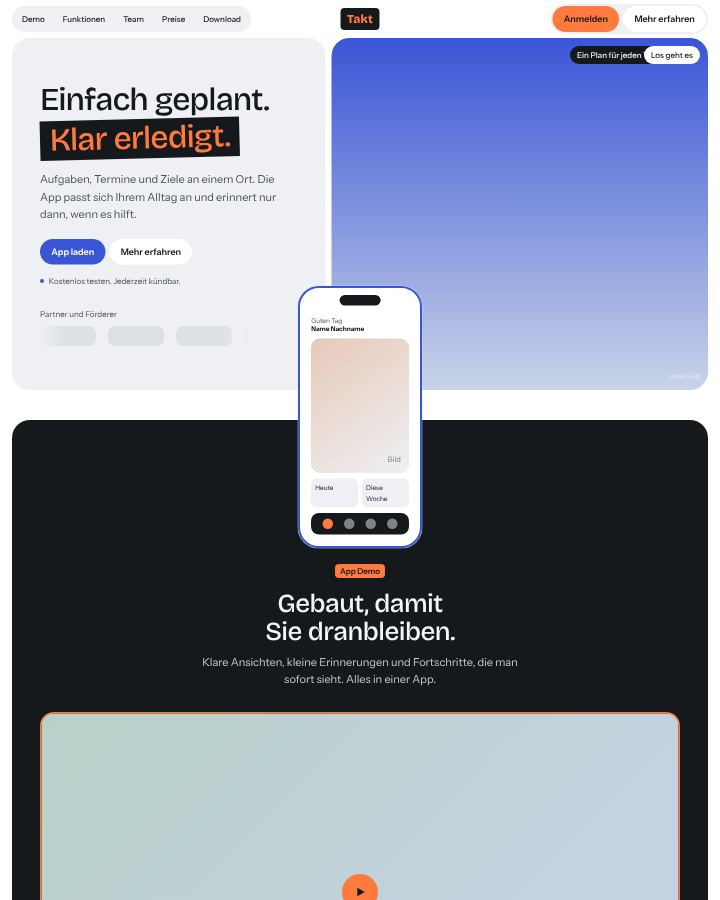 Demo Funktionen Team Preise Download
Takt
Anmelden Mehr erfahren
Ein Plan für jeden
Los geht es
Einfach geplant.
Klar erledigt.
Aufgaben, Termine und Ziele an einem Ort. Die
App passt sich Ihrem Alltag an und erinnert nur
dann, wenn es hilft.
App laden Mehr erfahren
Kostenlos testen. Jederzeit kündbar.
Partner und Förderer
Held Bild
Guten Tag
Name Nachname
Bild
Heute
Diese
Woche
App Demo
Gebaut, damit
Sie dranbleiben.
Klare Ansichten, kleine Erinnerungen und Fortschritte, die man
sofort sieht. Alles in einer App.